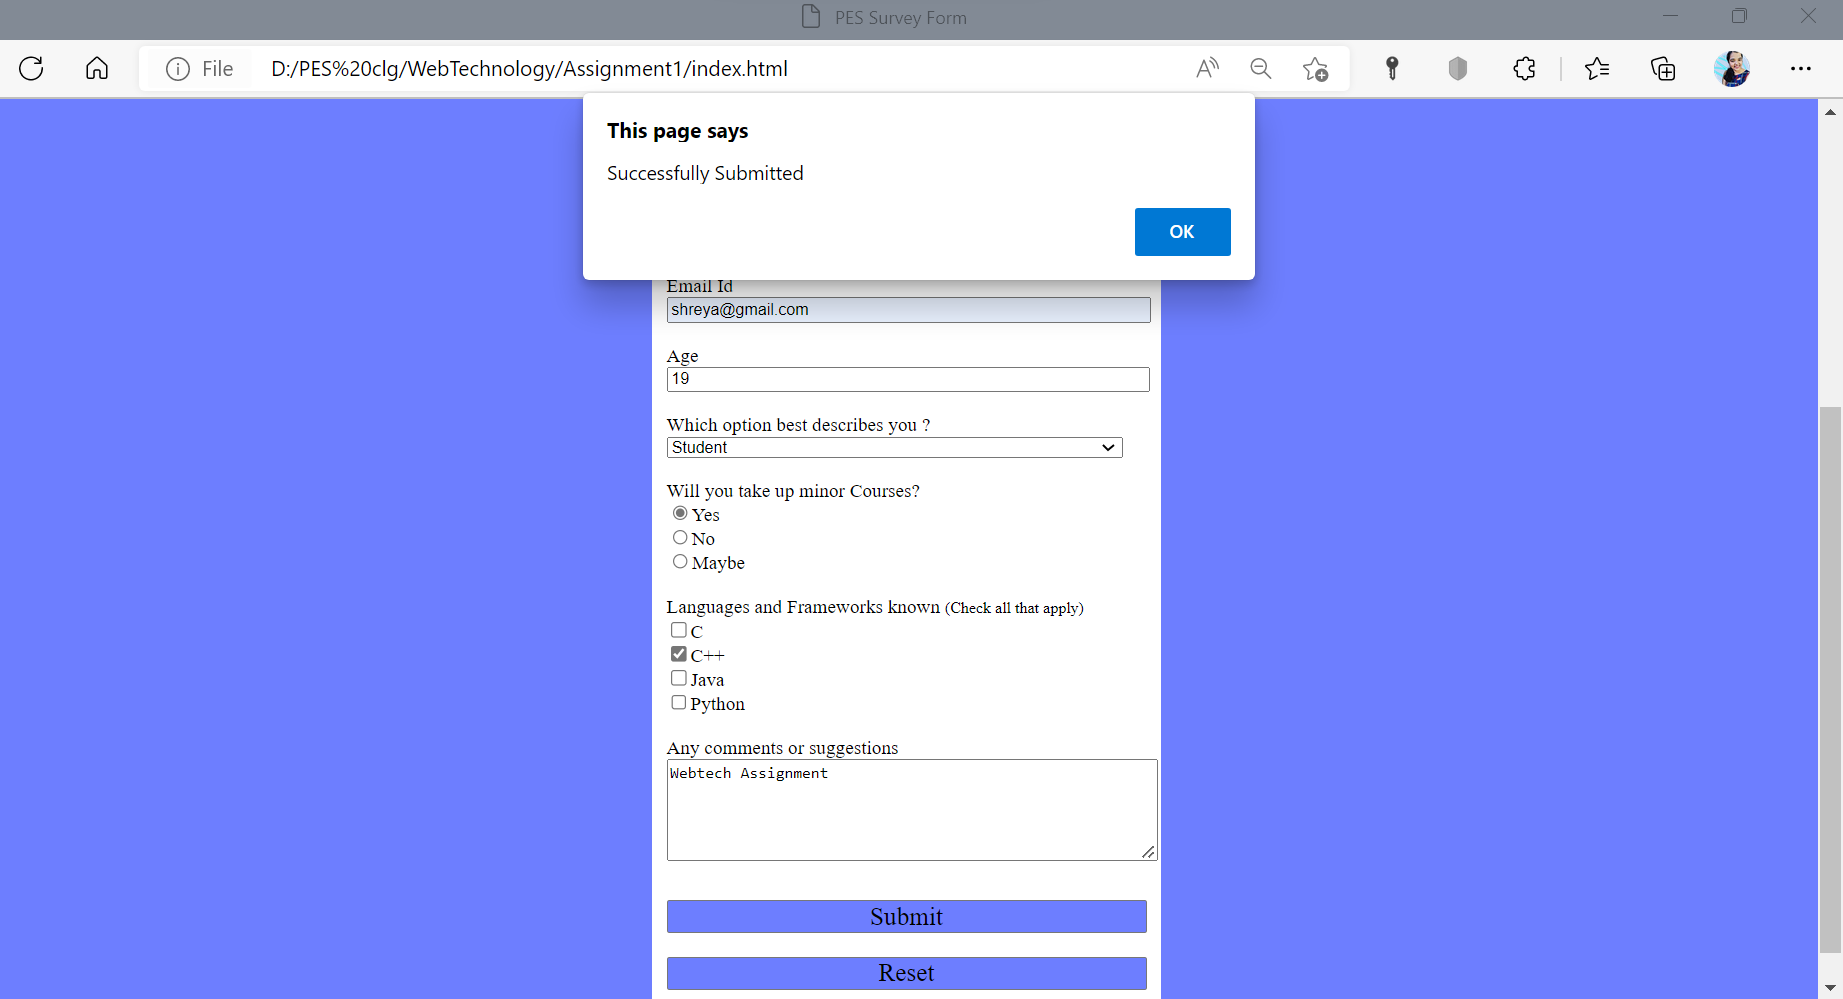 PES Survey Form
File D:/PES%20clg/WebTechnology/Assignment1/index.html
This page says
Successfully Submitted
OK
Email Id
shreya@gmail.com
Age
19
Which option best describes you ?
Student
Will you take up minor Courses?
Yes
No
Maybe
Languages and Frameworks known (Check all that apply)
C
C++
Java
Python
Any comments or suggestions
Webtech Assignment
Submit
Reset